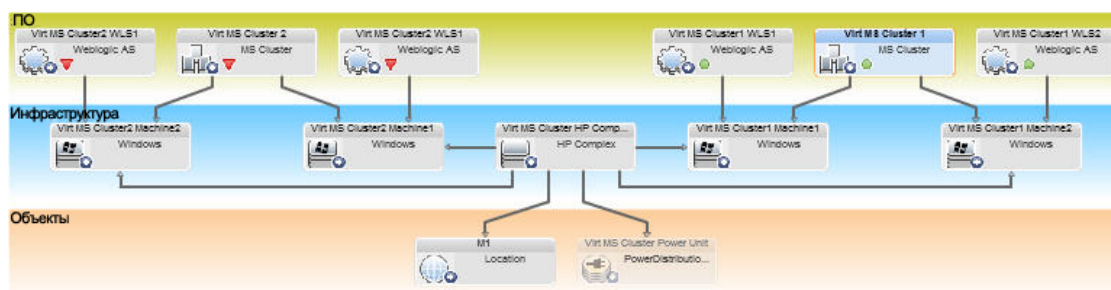 ПО
Virt MS Cluster2 WLS1
Weblogic AS
Virt MS Cluster 2
MS Cluster
Virt MS Cluster2 WLS1
Weblogic AS
Virt MS Cluster1 WLS1
Weblogic AS
Virt MS Cluster 1
MS Cluster
Virt MS Cluster1 WLS2
Weblogic AS
Инфраструктура
Virt MS Cluster2 Machine2
Windows
Virt MS Cluster2 Machine1
Windows
Virt MS Cluster HP Comp...
HP Complex
Virt MS Cluster1 Machine1
Windows
Virt MS Cluster1 Machine2
Windows
Объекты
M1
Location
Virt MS Cluster Power Unit
PowerDistributio...